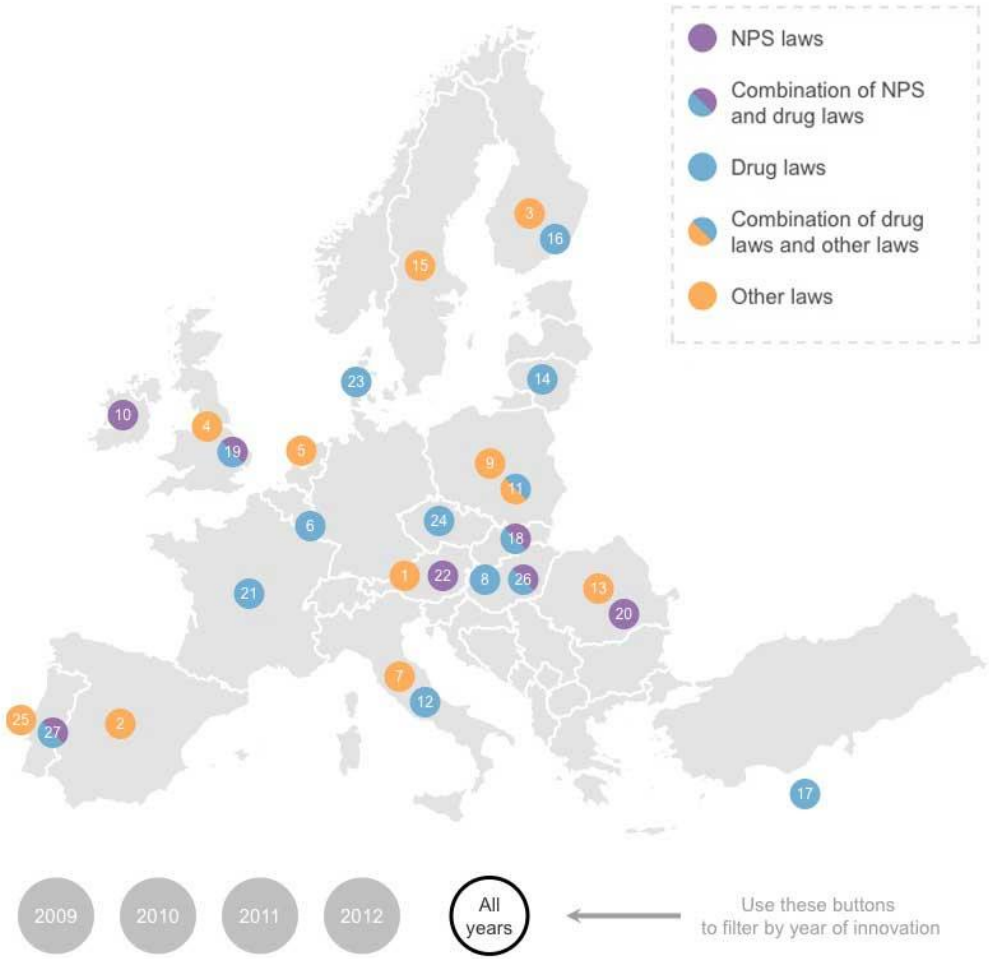 NPS laws
Combination of NPS
and drug laws
Drug laws
Combination of drug
laws and other laws
Other laws
3
16
15
23
14
10
4
19
5
9
11
6
24
18
1
22
8
26
21
13
20
7
12
25
27
2
17
2009
2010
2011
2012
All
years
Use these buttons
to filter by year of innovation